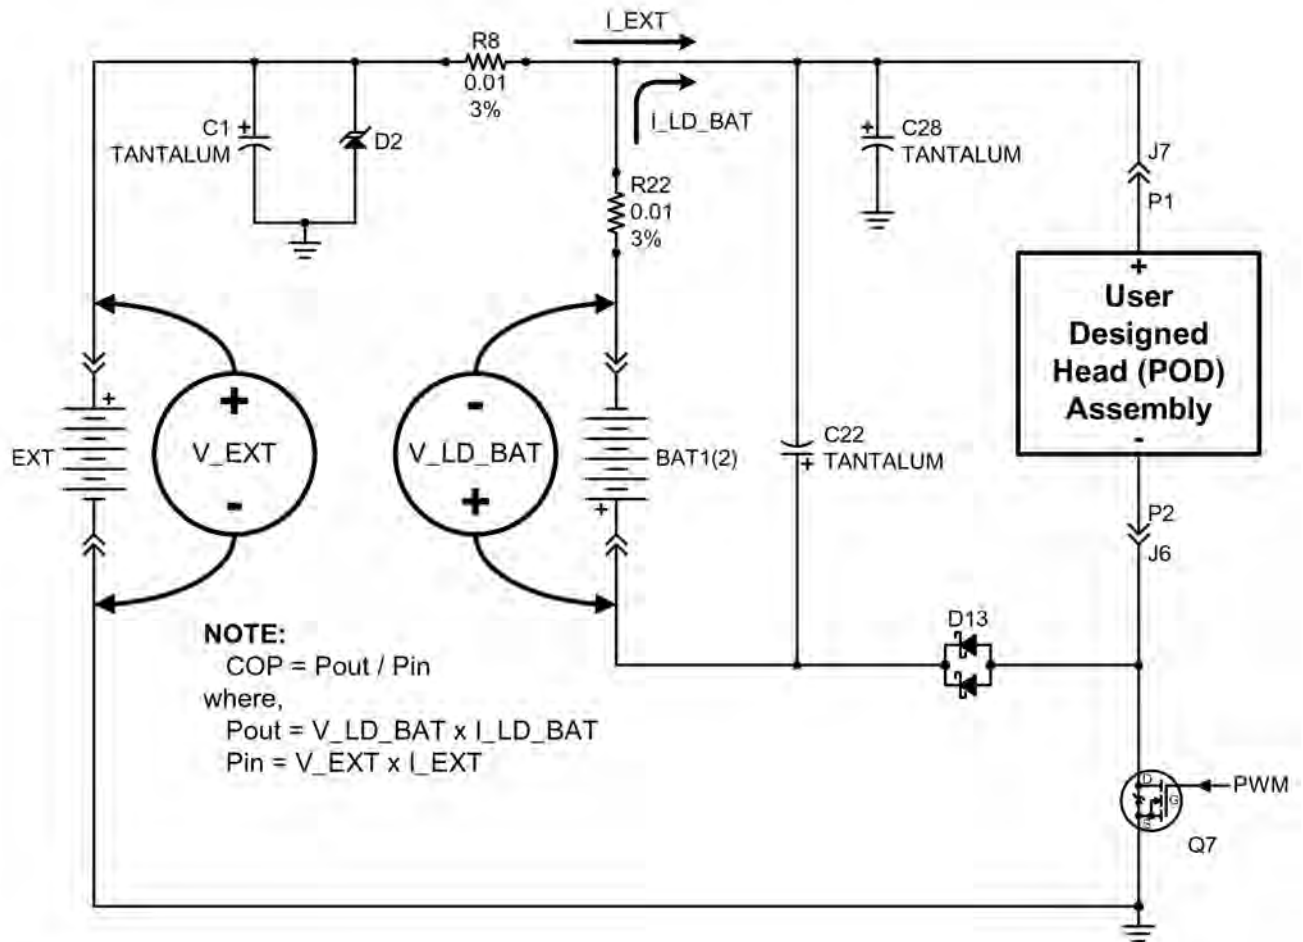 I_EXT
R8
0.01
3%
I_LD_BAT
C1
+
TANTALUM
D2
+
C28
TANTALUM
J7
P1
R22
0.01
3%
+
User
Designed
Head (POD)
Assembly
-
+
EXT
+
V_EXT
-
-
V_LD_BAT
+
BAT1(2)
+
C22
+ TANTALUM
P2
J6
D13
NOTE:
COP = Pout / Pin
where,
Pout = V_LD_BAT x I_LD_BAT
Pin = V_EXT x I_EXT
D
G
S
PWM
Q7